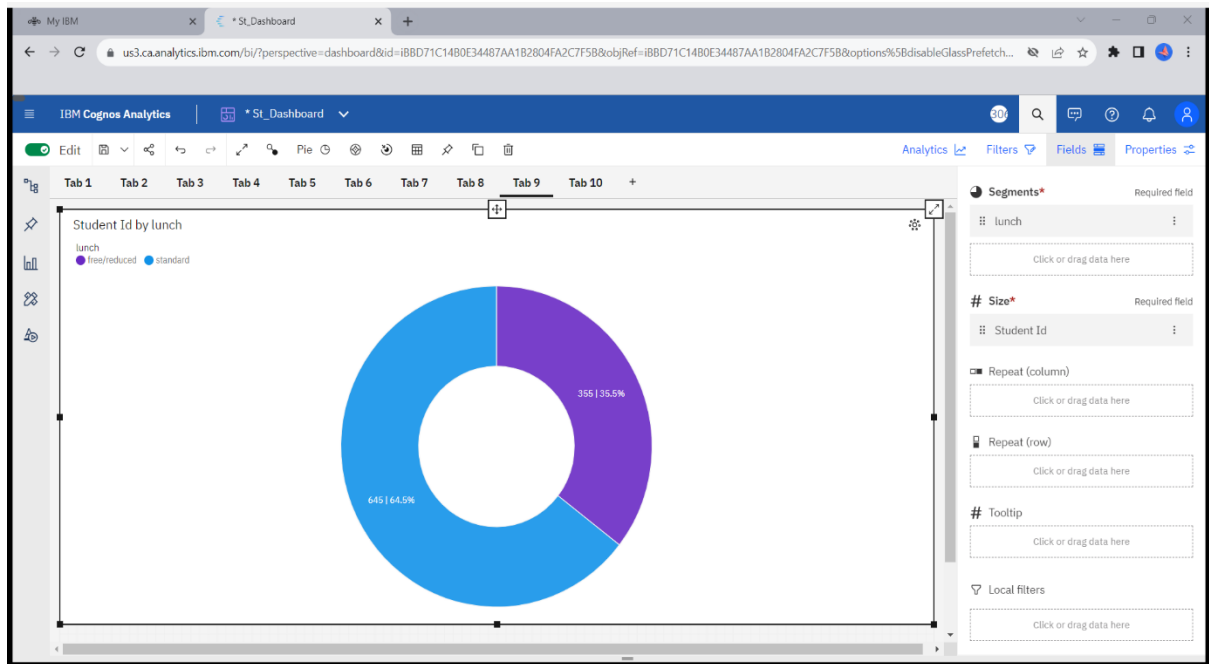 My IBM
* St_Dashboard
us3.ca.analytics.ibm.com/bi/?perspective=dashboard&id=iBBD71C14B0E34487AA1B2804FA2C7F5B&objRef=iBBD71C14B0E34487AA1B2804FA2C7F5B&options%5BdisableGlassPrefetch...
IBM Cognos Analytics
* St_Dashboard
Edit
Pie
Analytics
Filters
Fields
Properties
Tab 1 Tab 2 Tab 3 Tab 4 Tab 5 Tab 6 Tab 7 Tab 8 Tab 9 Tab 10 +
Student Id by lunch
lunch
free/reduced standard
355 | 35.5%
645 | 64.5%
Segments* Required field
lunch
Click or drag data here
# Size* Required field
Student Id
Repeat (column)
Click or drag data here
Repeat (row)
Click or drag data here
# Tooltip
Click or drag data here
Local filters
Click or drag data here